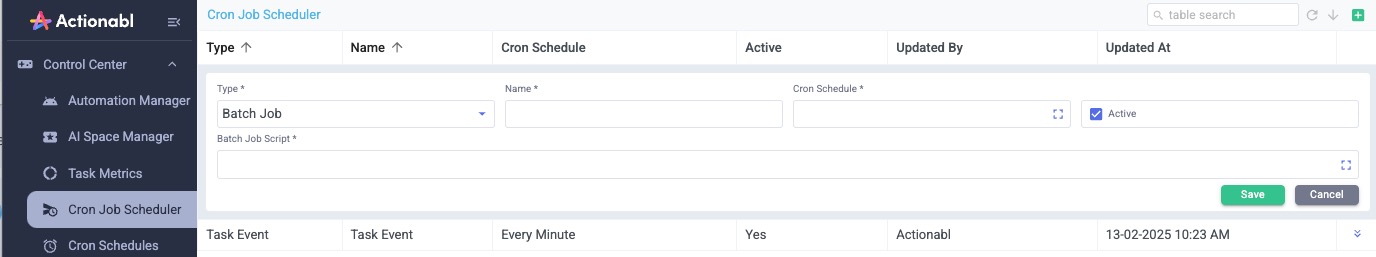 Actionabl
Control Center
Automation Manager
AI Space Manager
Task Metrics
Cron Job Scheduler
Cron Schedules
Cron Job Scheduler
table search
Type Name Cron Schedule Active Updated By Updated At
Type * Name * Cron Schedule *
Batch Job Active
Batch Job Script *
Save Cancel
Task Event Task Event Every Minute Yes Actionabl 13-02-2025 10:23 AM